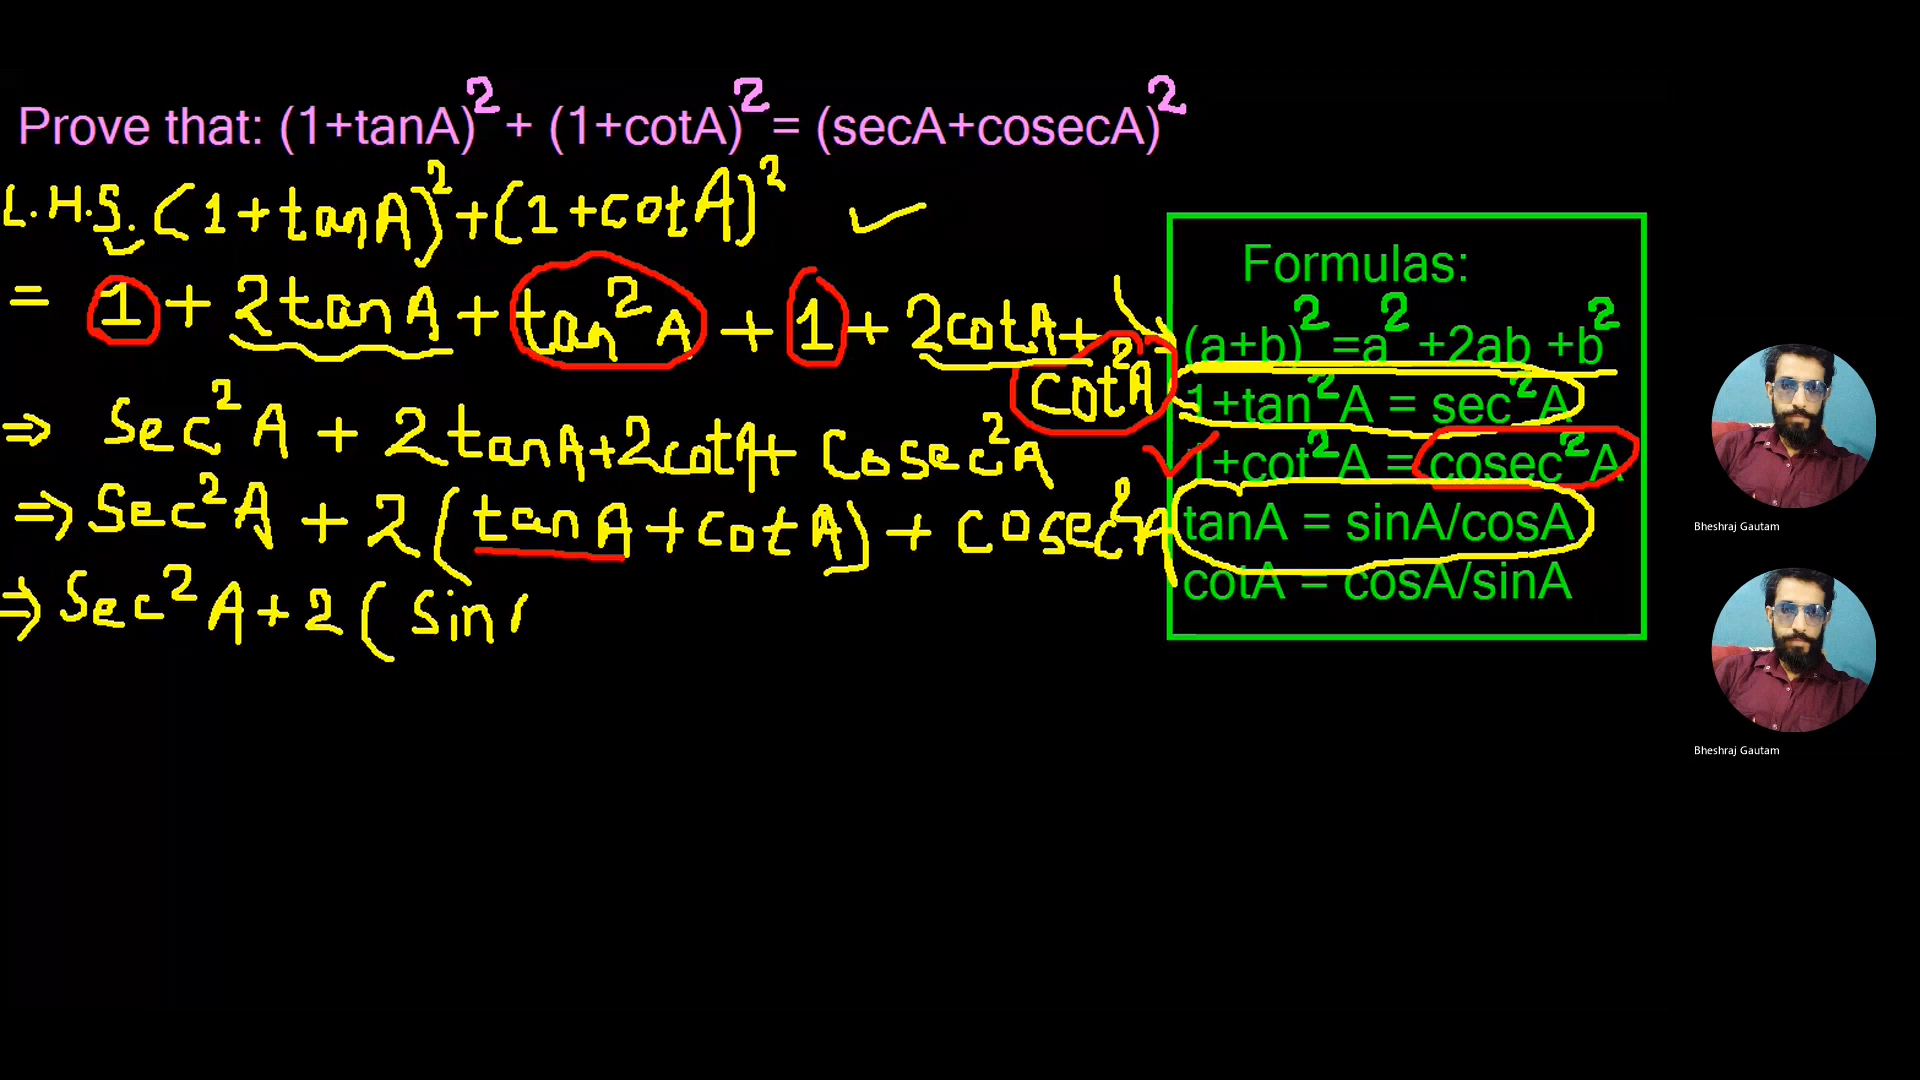 Prove that: (1+tanA)² + (1+cotA)² = (secA+cosecA)²
L.H.S. (1+tanA)² + (1+cotA)²
= 1 + 2tanA + tan²A + 1 + 2cotA + cot²A
⇒ Sec²A + 2tanA + 2cotA + Cosec²A
⇒ Sec²A + 2(tanA + cotA) + cosec²A
⇒ Sec²A + 2( sin
Formulas:
(a+b)² =a² +2ab +b²
1+tan²A = sec²A
1+cot²A = cosec²A
tanA = sinA/cosA
cotA = cosA/sinA
Bheshraj Gautam
Bheshraj Gautam